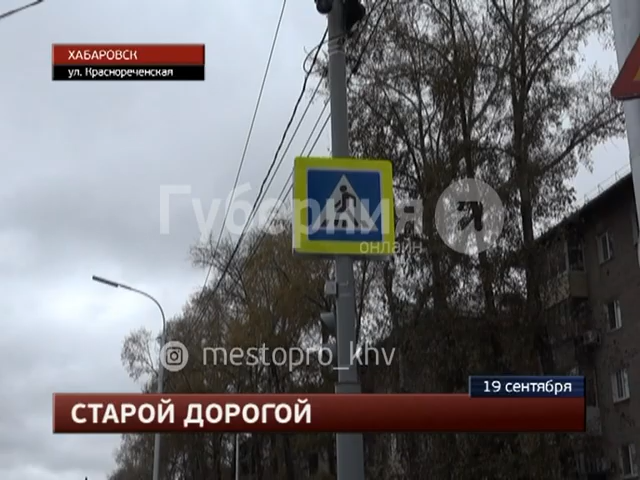 ХАБАРОВСК
ул. Краснореченская
Губерния
онлайн
mestopro_khv
19 сентября
СТАРОЙ ДОРОГОЙ